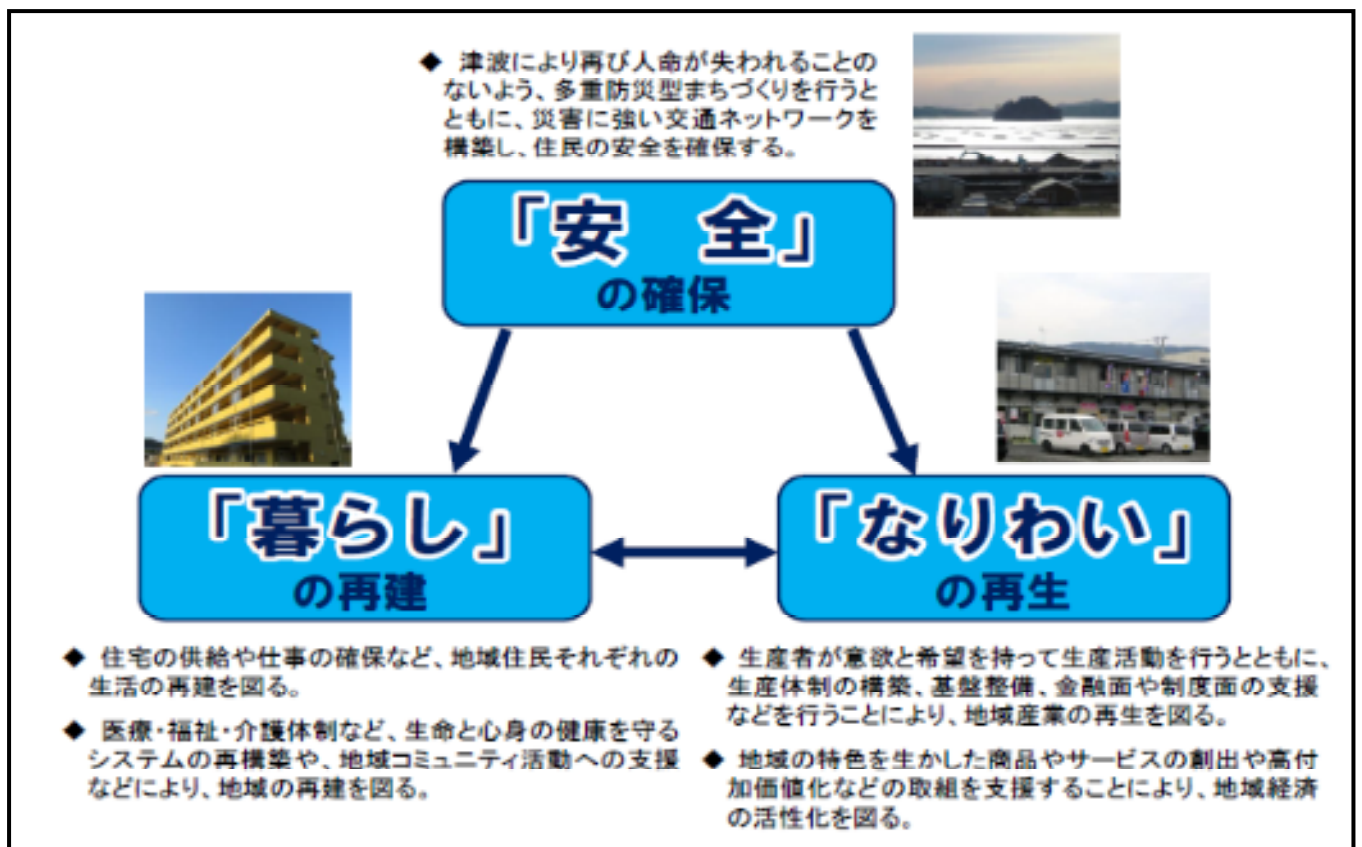 ◆ 津波により再び人命が失われることの
ないよう、多重防災型まちづくりを行うと
ともに、災害に強い交通ネットワークを
構築し、住民の安全を確保する。
「安　全」
の確保
「暮らし」
の再建
「なりわい」
の再生
◆ 住宅の供給や仕事の確保など、地域住民それぞれの
生活の再建を図る。
◆ 医療・福祉・介護体制など、生命と心身の健康を守る
システムの再構築や、地域コミュニティ活動への支援
などにより、地域の再建を図る。
◆ 生産者が意欲と希望を持って生産活動を行うとともに、
生産体制の構築、基盤整備、金融面や制度面の支援
などを行うことにより、地域産業の再生を図る。
◆ 地域の特色を生かした商品やサービスの創出や高付
加価値化などの取組を支援することにより、地域経済
の活性化を図る。